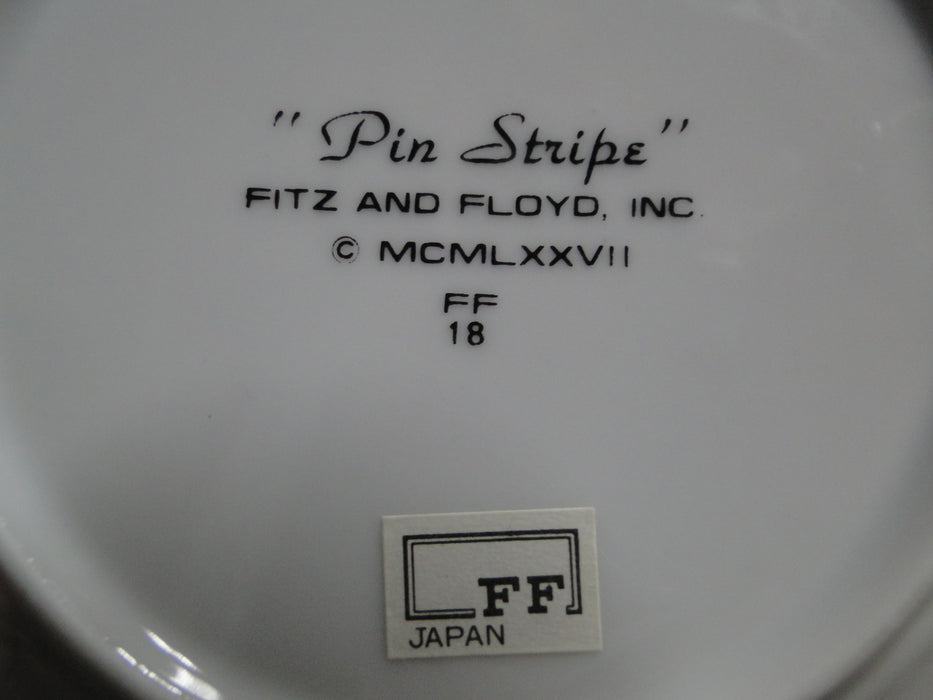 "Pin Stripe"
FITZ AND FLOYD, INC.
© MCMLXXVII
FF
18
FF
JAPAN